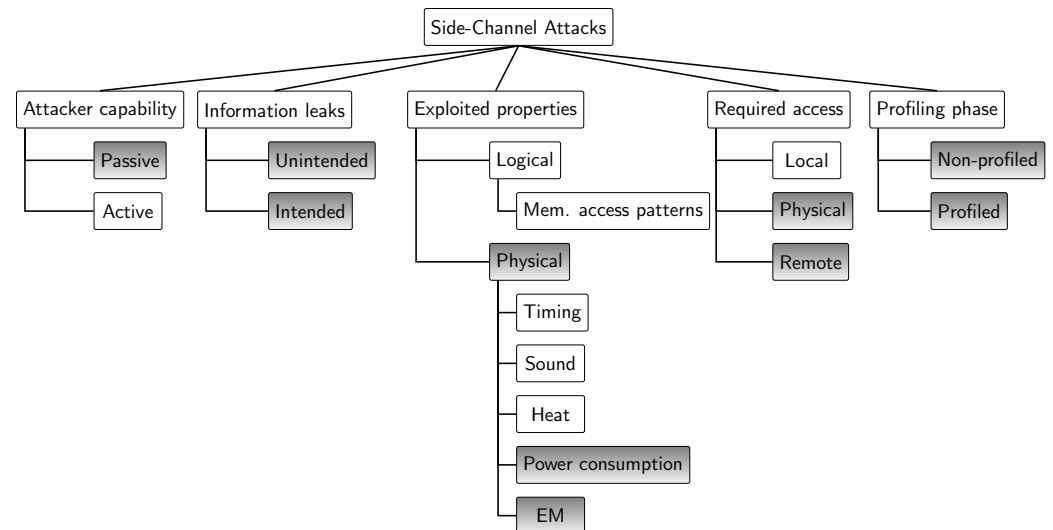 Side-Channel Attacks
Attacker capability
Information leaks
Exploited properties
Required access
Profiling phase
Passive
Unintended
Logical
Local
Non-profiled
Active
Intended
Mem. access patterns
Physical
Profiled
Physical
Remote
Timing
Sound
Heat
Power consumption
EM